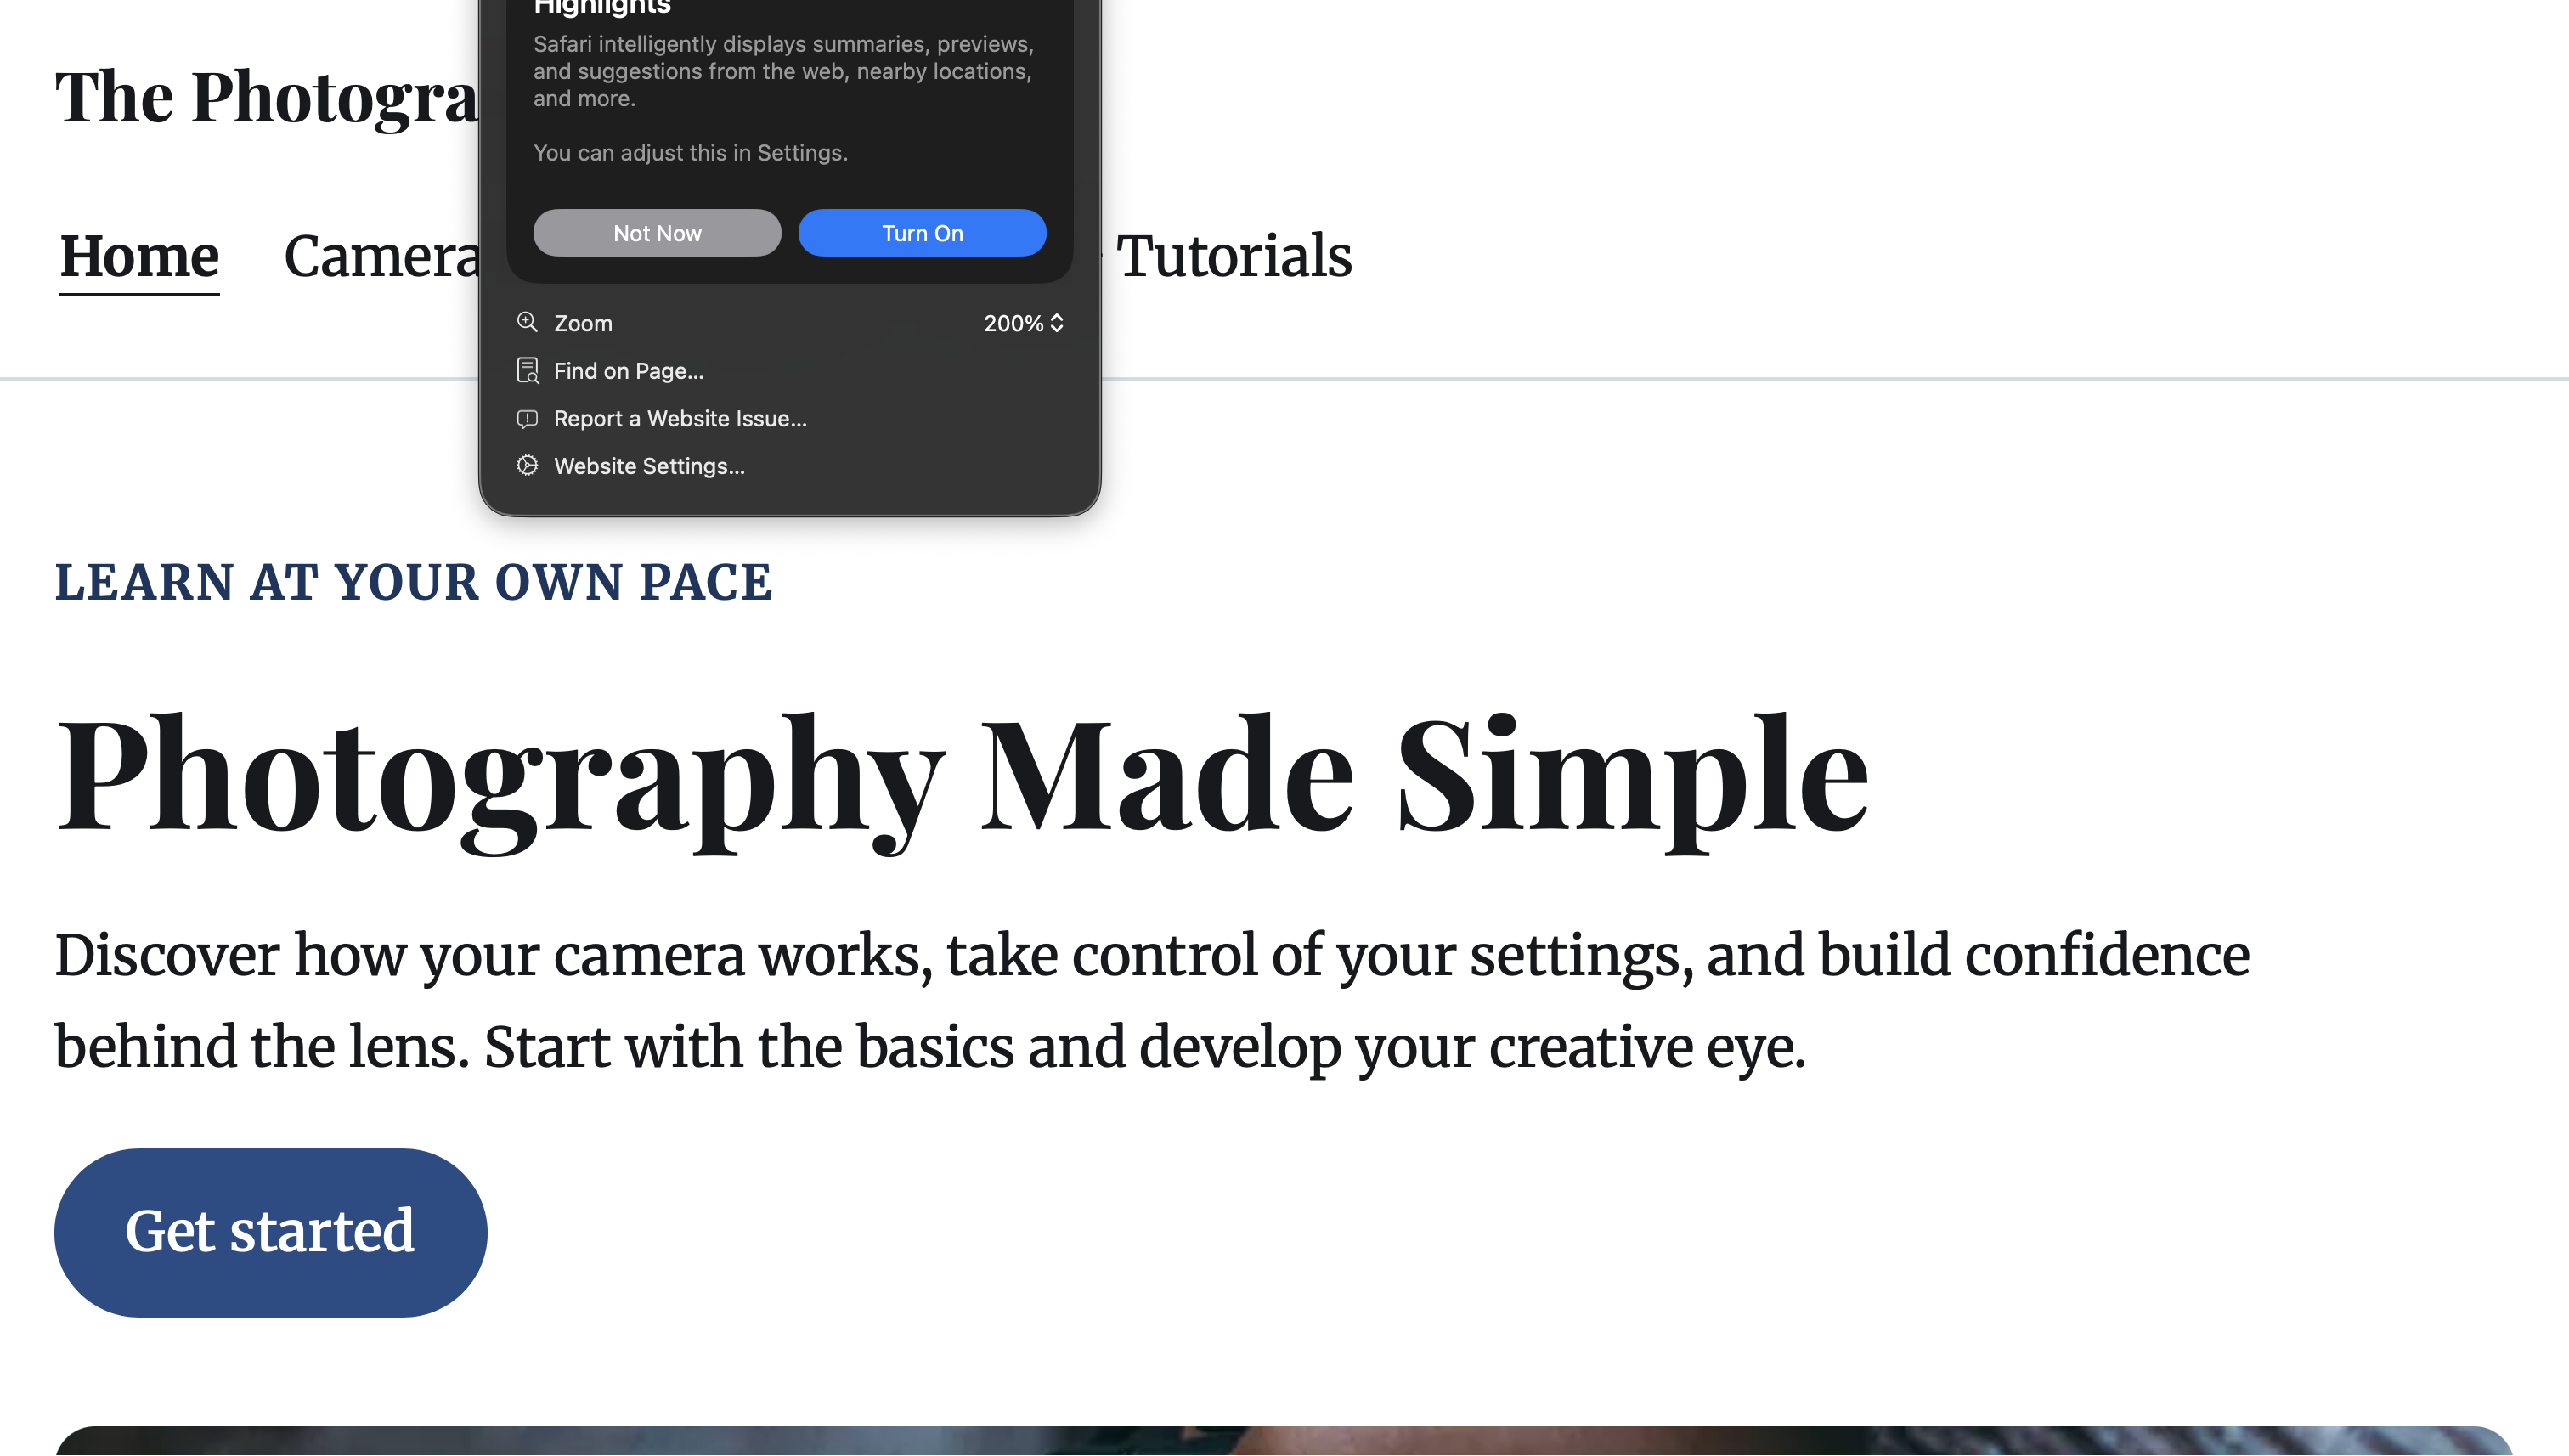 Highlights
Safari intelligently displays summaries, previews,
and suggestions from the web, nearby locations,
and more.
The Photogra
You can adjust this in Settings.
Not Now Turn On
Home Camera Tutorials
Zoom 200%
Find on Page...
Report a Website Issue...
Website Settings...
LEARN AT YOUR OWN PACE
Photography Made Simple
Discover how your camera works, take control of your settings, and build confidence
behind the lens. Start with the basics and develop your creative eye.
Get started